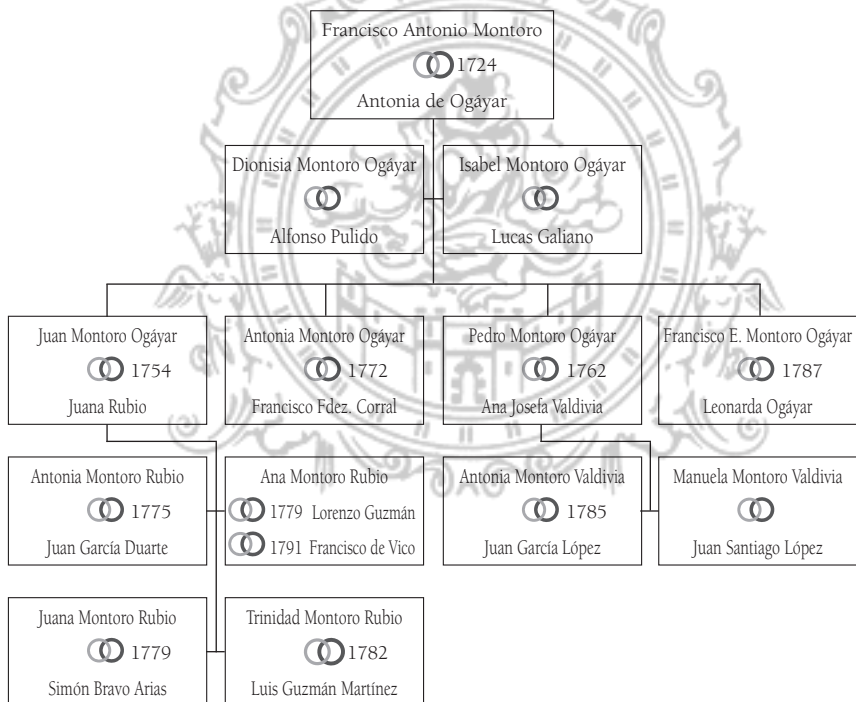 Francisco Antonio Montoro
1724
Antonia de Ogáyar
Dionisia Montoro Ogáyar
Alfonso Pulido
Isabel Montoro Ogáyar
Lucas Galiano
Juan Montoro Ogáyar
1754
Juana Rubio
Antonia Montoro Ogáyar
1772
Francisco Fdez. Corral
Pedro Montoro Ogáyar
1762
Ana Josefa Valdivia
Francisco E. Montoro Ogáyar
1787
Leonarda Ogáyar
Antonia Montoro Rubio
1775
Juan García Duarte
Ana Montoro Rubio
1779 Lorenzo Guzmán
1791 Francisco de Vico
Antonia Montoro Valdivia
1785
Juan García López
Manuela Montoro Valdivia
Juan Santiago López
Juana Montoro Rubio
1779
Simón Bravo Arias
Trinidad Montoro Rubio
1782
Luis Guzmán Martínez